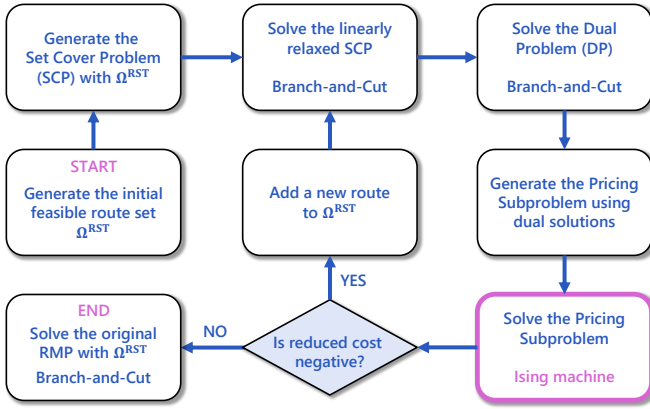 Generate the
Set Cover Problem
(SCP) with Ω^RST
Solve the linearly
relaxed SCP
Branch-and-Cut
Solve the Dual
Problem (DP)
Branch-and-Cut
START
Generate the initial
feasible route set
Ω^RST
Add a new route
to Ω^RST
Generate the Pricing
Subproblem using
dual solutions
YES
END
Solve the original
RMP with Ω^RST
Branch-and-Cut
NO
Is reduced cost
negative?
Solve the Pricing
Subproblem
Ising machine